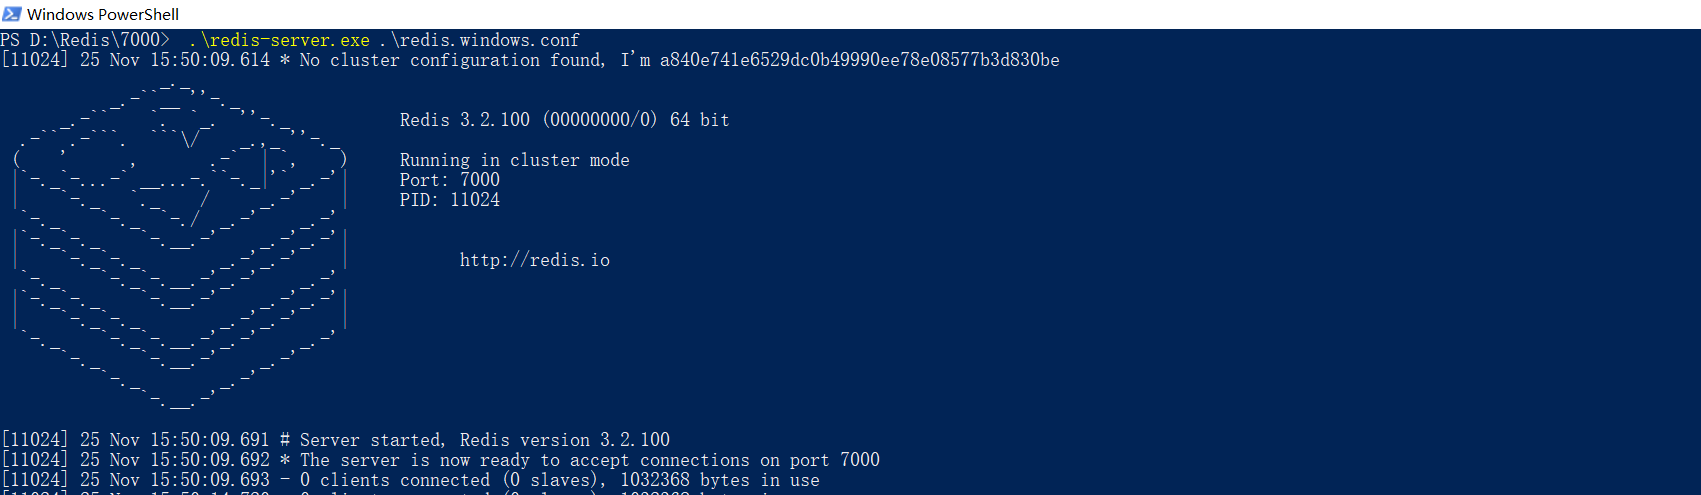 Windows PowerShell
PS D:\Redis\7000>  .\redis-server.exe .\redis.windows.conf
[11024] 25 Nov 15:50:09.614 * No cluster configuration found, I'm a840e741e6529dc0b49990ee78e08577b3d830be
Redis 3.2.100 (00000000/0) 64 bit
Running in cluster mode
Port: 7000
PID: 11024
http://redis.io
[11024] 25 Nov 15:50:09.691 # Server started, Redis version 3.2.100
[11024] 25 Nov 15:50:09.692 * The server is now ready to accept connections on port 7000
[11024] 25 Nov 15:50:09.693 - 0 clients connected (0 slaves), 1032368 bytes in use